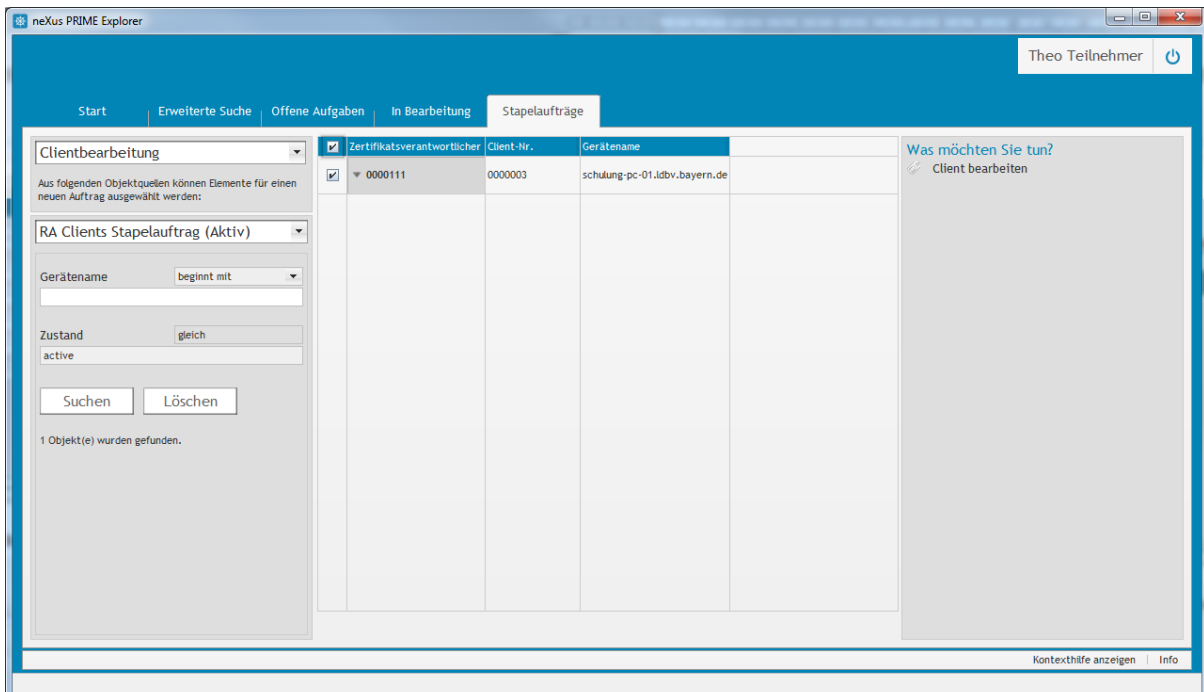 neXus PRIME Explorer
Theo Teilnehmer
Start
Erweiterte Suche
Offene Aufgaben
In Bearbeitung
Stapelaufträge
Clientbearbeitung
Aus folgenden Objektquellen können Elemente für einen
neuen Auftrag ausgewählt werden:
RA Clients Stapelauftrag (Aktiv)
Gerätename beginnt mit
Zustand gleich
active
Suchen Löschen
1 Objekt(e) wurden gefunden.
Zertifikatsverantwortlicher Client-Nr. Gerätename
0000111 0000003 schulung-pc-01.ldbv.bayern.de
Was möchten Sie tun?
Client bearbeiten
Kontexthilfe anzeigen Info